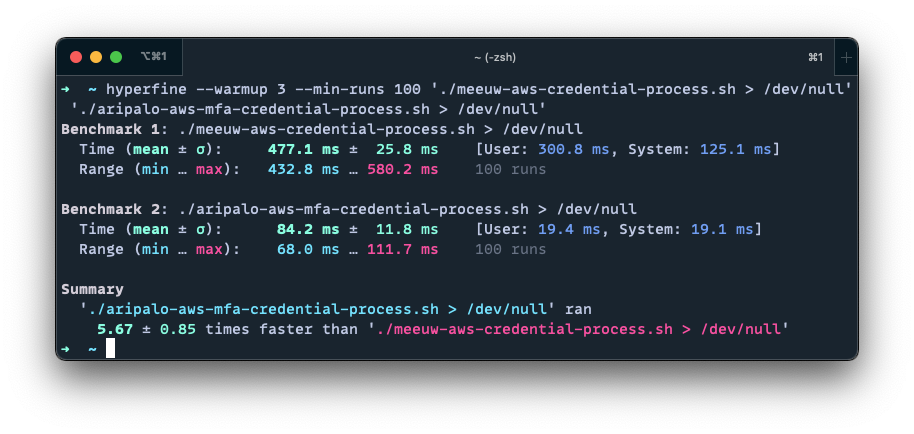 ⌥⌘1
~ (-zsh)
⌘1
+
➜  ~ hyperfine --warmup 3 --min-runs 100 './meeuw-aws-credential-process.sh > /dev/null'
 './aripalo-aws-mfa-credential-process.sh > /dev/null'
Benchmark 1: ./meeuw-aws-credential-process.sh > /dev/null
  Time (mean ± σ):     477.1 ms ±  25.8 ms    [User: 300.8 ms, System: 125.1 ms]
  Range (min … max):   432.8 ms … 580.2 ms    100 runs

Benchmark 2: ./aripalo-aws-mfa-credential-process.sh > /dev/null
  Time (mean ± σ):      84.2 ms ±  11.8 ms    [User: 19.4 ms, System: 19.1 ms]
  Range (min … max):    68.0 ms … 111.7 ms    100 runs

Summary
  './aripalo-aws-mfa-credential-process.sh > /dev/null' ran
    5.67 ± 0.85 times faster than './meeuw-aws-credential-process.sh > /dev/null'
➜  ~